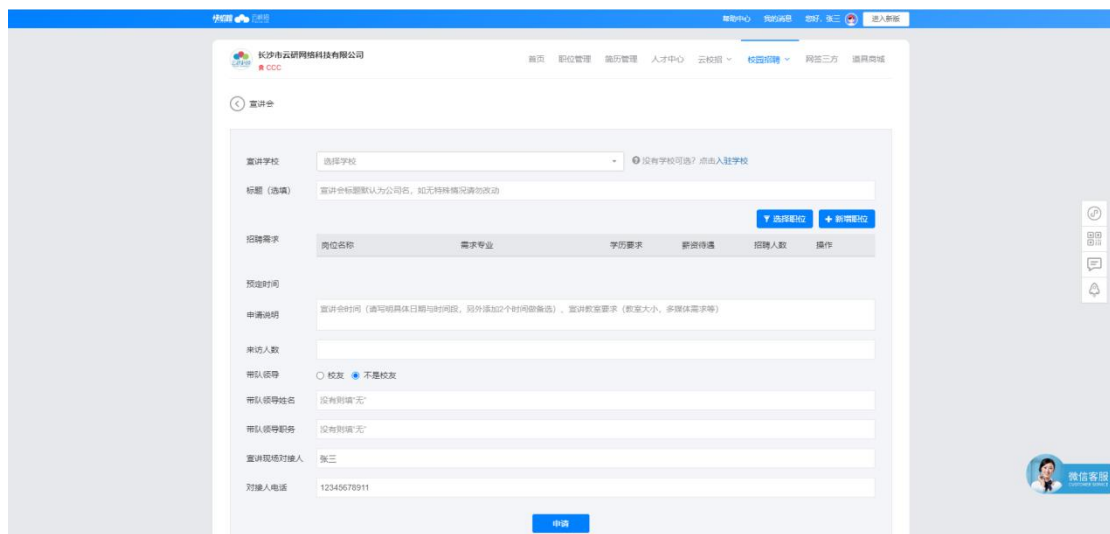 帮助中心 我的消息 您好, 张三 进入新版
长沙市云研网络科技有限公司
CCC
首页 职位管理 简历管理 人才中心 云校招 校园招聘 网签三方 道具商城
宣讲会
宣讲学校 选择学校 没有学校可选？点击入驻学校
标题（选填） 宣讲会标题默认为公司名，如无特殊情况请勿改动
选择职位 + 新增职位
招聘需求 岗位名称 需求专业 学历要求 薪资待遇 招聘人数 操作
预定时间
申请说明 宣讲会时间（请写明具体日期与时间段，另外添加2个时间做备选），宣讲教室要求（教室大小，多媒体需求等）
来访人数
带队领导 校友 不是校友
带队领导姓名 没有则填“无”
带队领导职务 没有则填“无”
宣讲现场对接人 张三
对接人电话 12345678911
申请
微信客服
CUSTOMER SERVICE